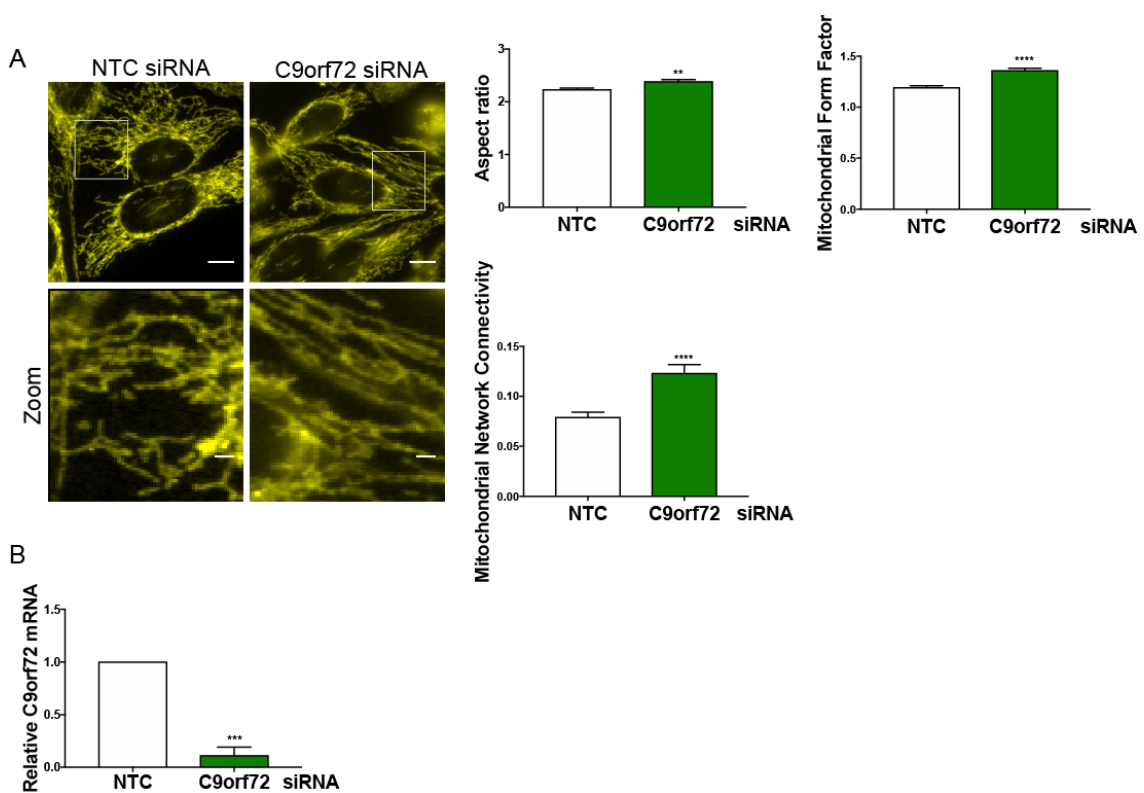 A
NTC siRNA
C9orf72 siRNA
Zoom
Aspect ratio
3
2
1
0
**
NTC
C9orf72
siRNA
Mitochondrial Form Factor
1.5
1.0
1.5
0.0
****
NTC
C9orf72
siRNA
Mitochondrial Network Connectivity
0.15
0.10
0.05
0.00
****
NTC
C9orf72
siRNA
B
Relative C9orf72 mRNA
1.5
1.0
0.5
0.0
***
NTC
C9orf72
siRNA